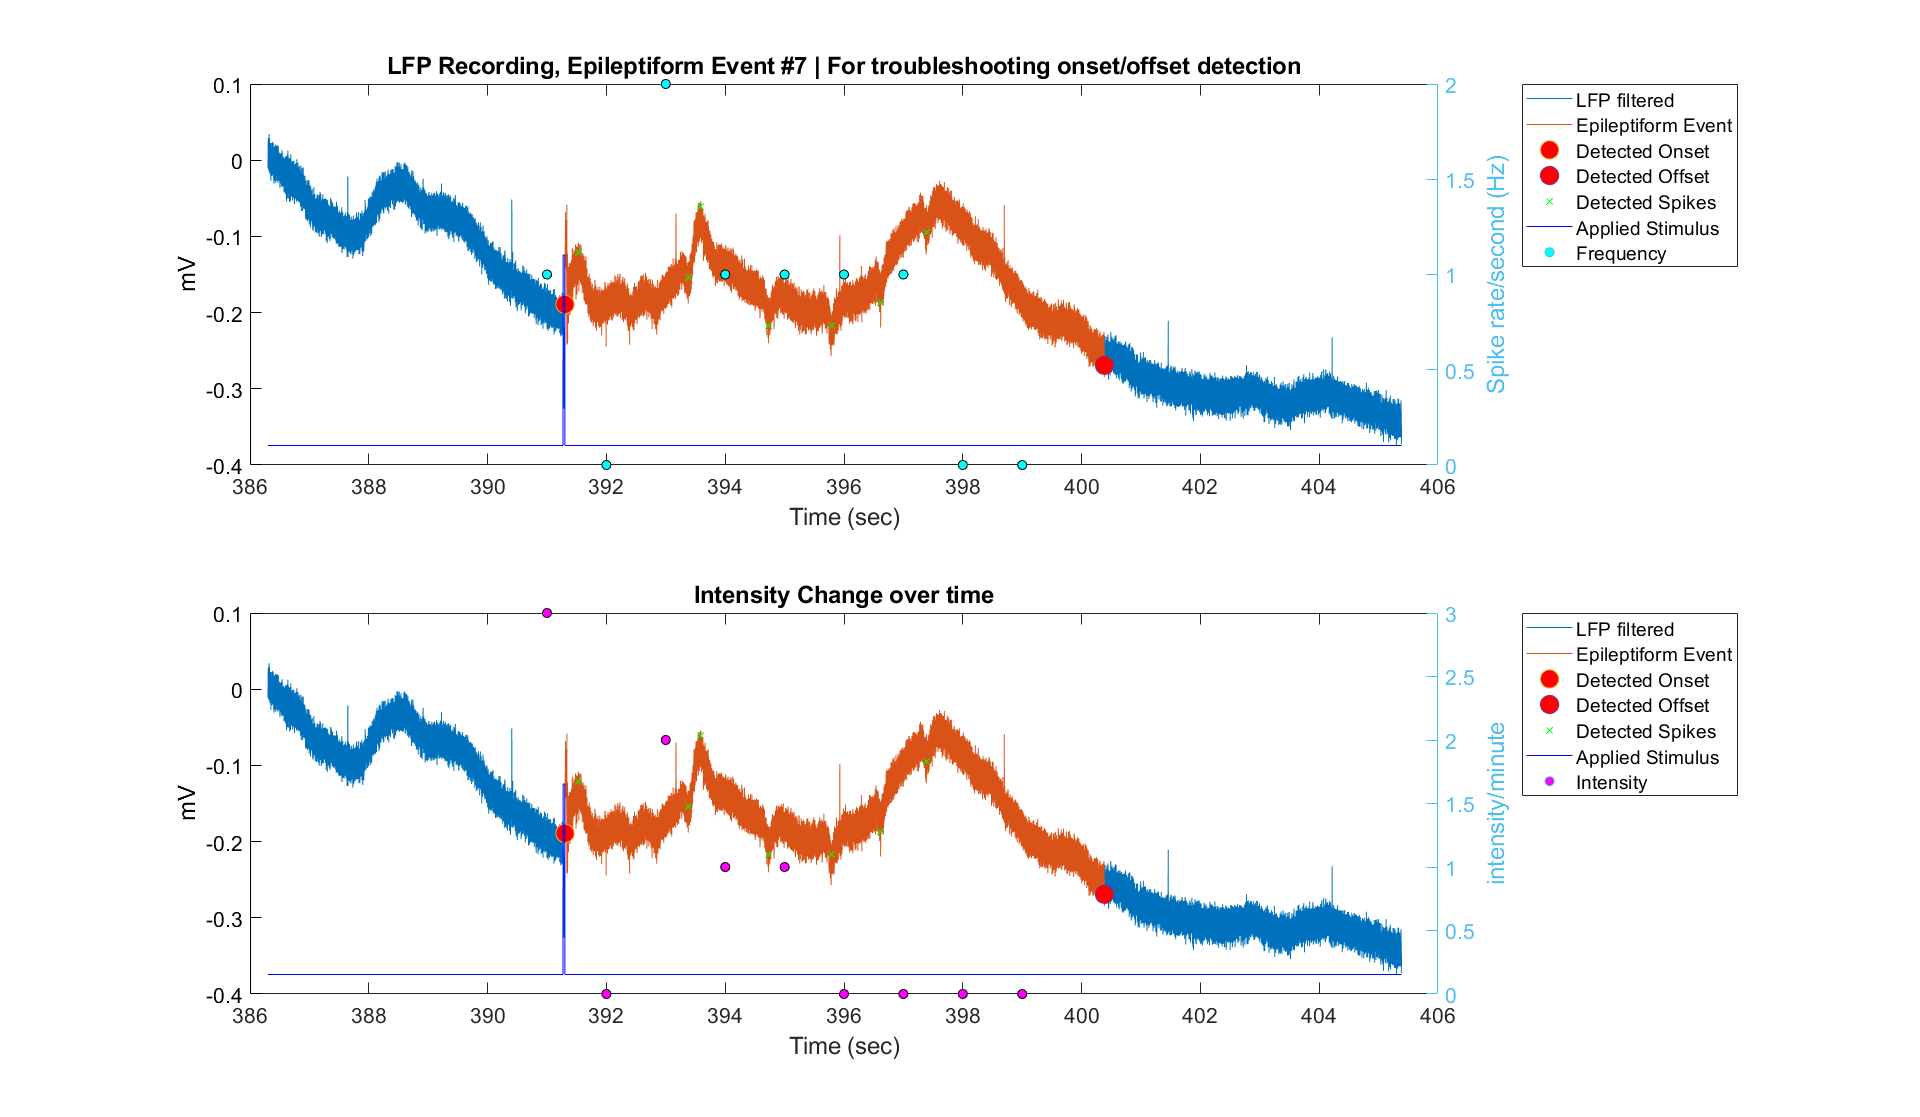 LFP Recording, Epileptiform Event #7 | For troubleshooting onset/offset detection
0.1
0
-0.1
-0.2
-0.3
-0.4
mV
386 388 390 392 394 396 398 400 402 404 406
Time (sec)
2
1.5
1
0.5
0
Spike rate/second (Hz)
LFP filtered
Epileptiform Event
Detected Onset
Detected Offset
Detected Spikes
Applied Stimulus
Frequency
Intensity Change over time
0.1
0
-0.1
-0.2
-0.3
-0.4
mV
386 388 390 392 394 396 398 400 402 404 406
Time (sec)
3
2.5
2
1.5
1
0.5
0
intensity/minute
LFP filtered
Epileptiform Event
Detected Onset
Detected Offset
Detected Spikes
Applied Stimulus
Intensity